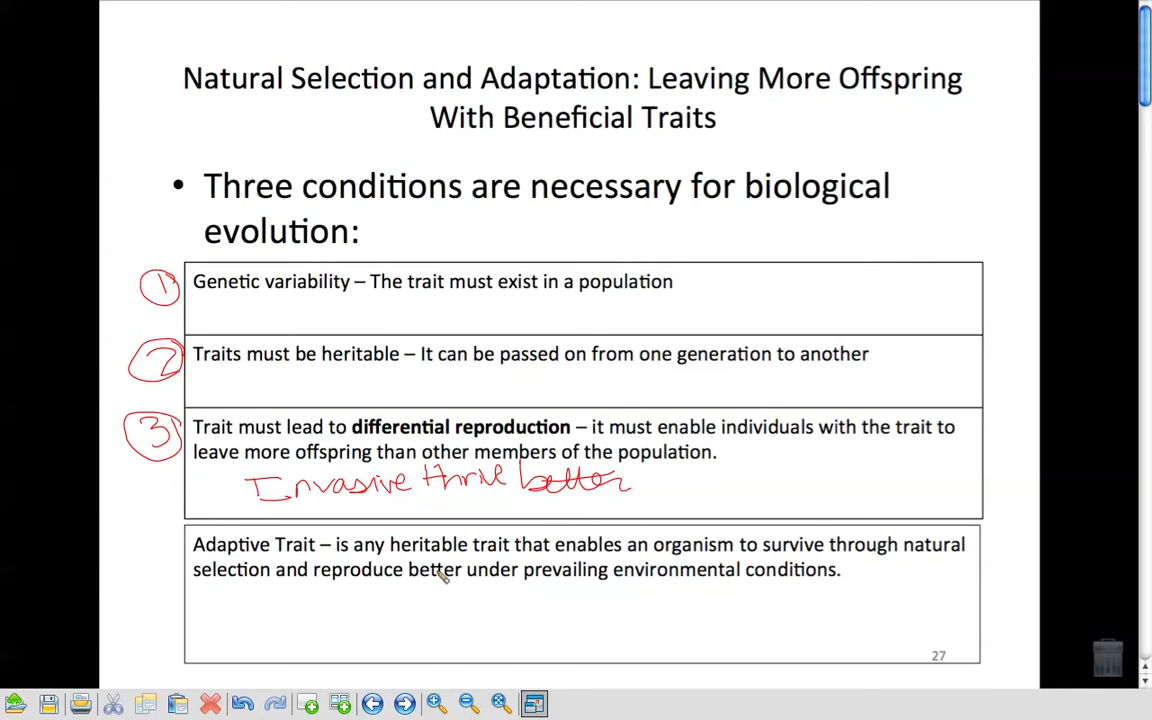 Natural Selection and Adaptation: Leaving More Offspring
With Beneficial Traits
• Three conditions are necessary for biological
evolution:
1 Genetic variability – The trait must exist in a population
2 Traits must be heritable – It can be passed on from one generation to another
3 Trait must lead to differential reproduction – it must enable individuals with the trait to
leave more offspring than other members of the population.
Invasive thrive better
Adaptive Trait – is any heritable trait that enables an organism to survive through natural
selection and reproduce better under prevailing environmental conditions.
27